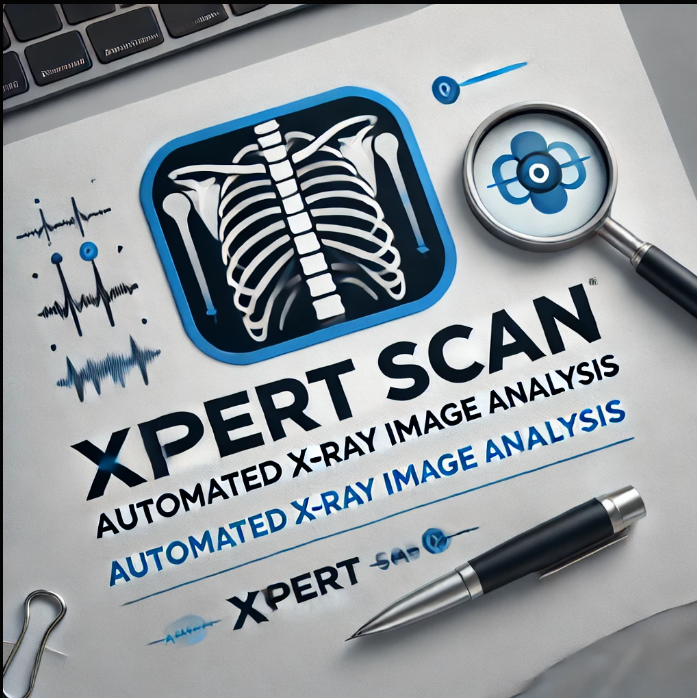 XPERT SCAN
AUTOMATED X-RAY IMAGE ANALYSIS
AUTOMATED X-RAY IMAGE ANALYSIS
XPERT